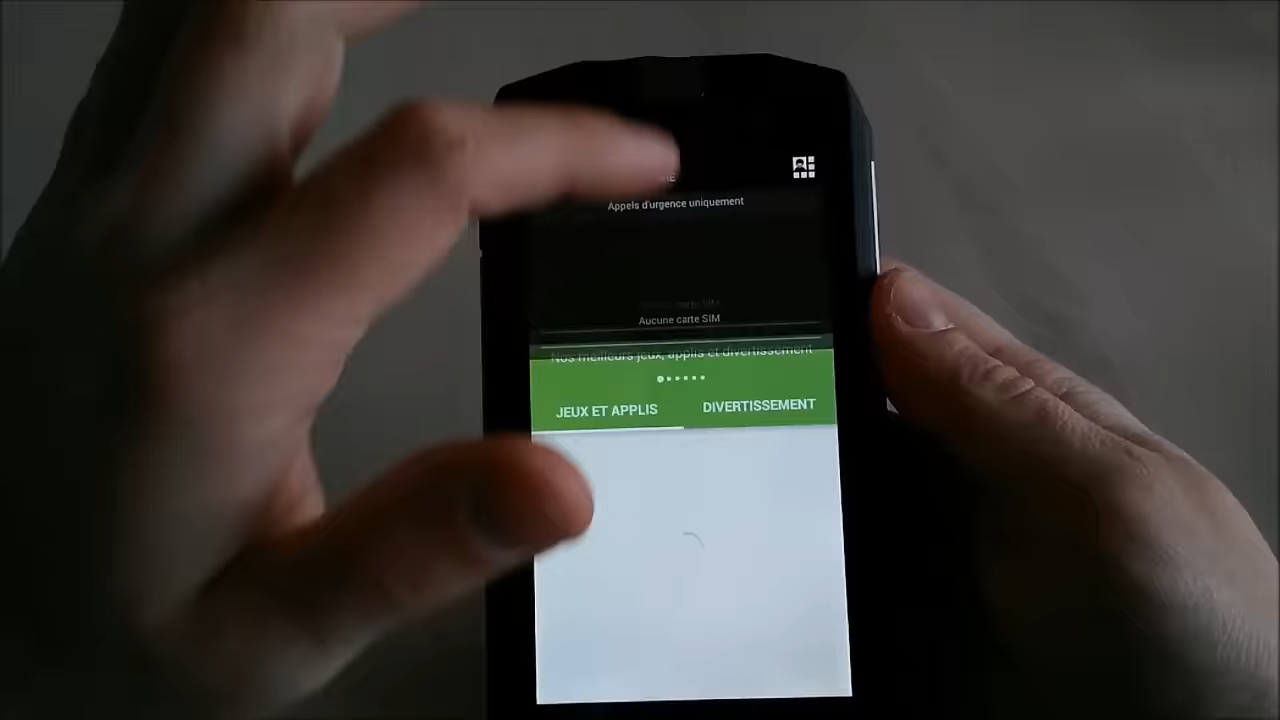 Appels d'urgence uniquement
Aucune carte SIM
Nos meilleurs jeux, applis et divertissement
JEUX ET APPLIS
DIVERTISSEMENT